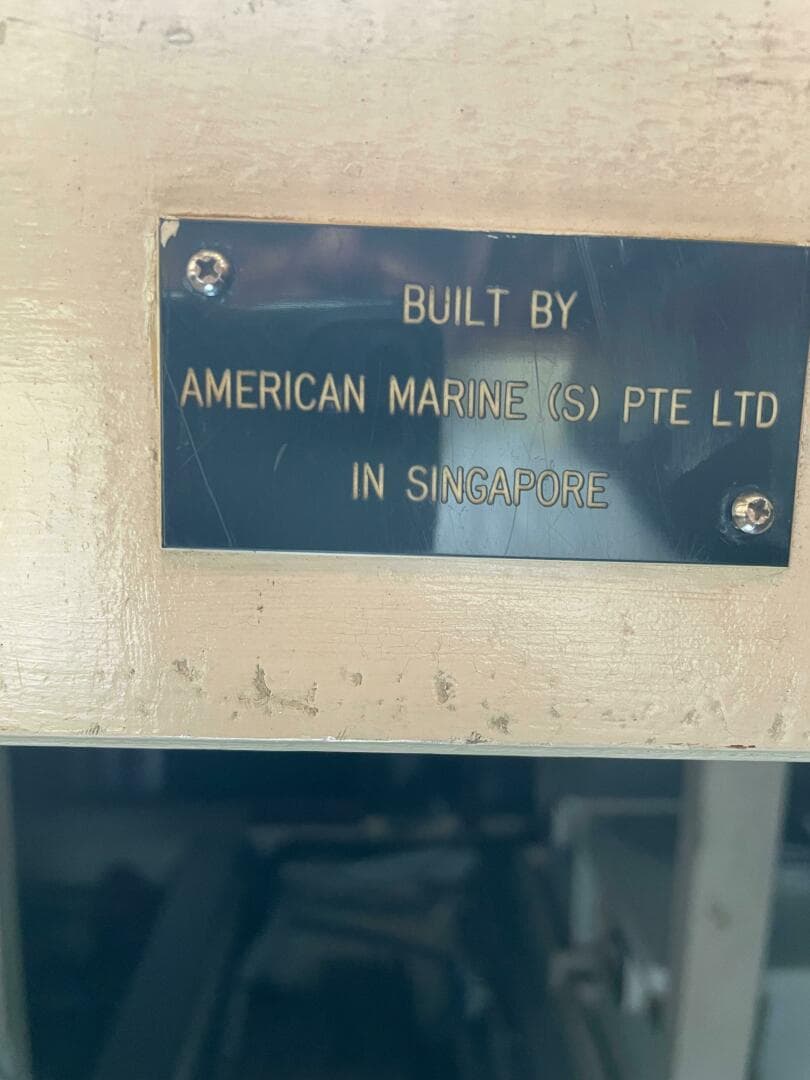 BUILT BY
AMERICAN MARINE (S) PTE LTD
IN SINGAPORE